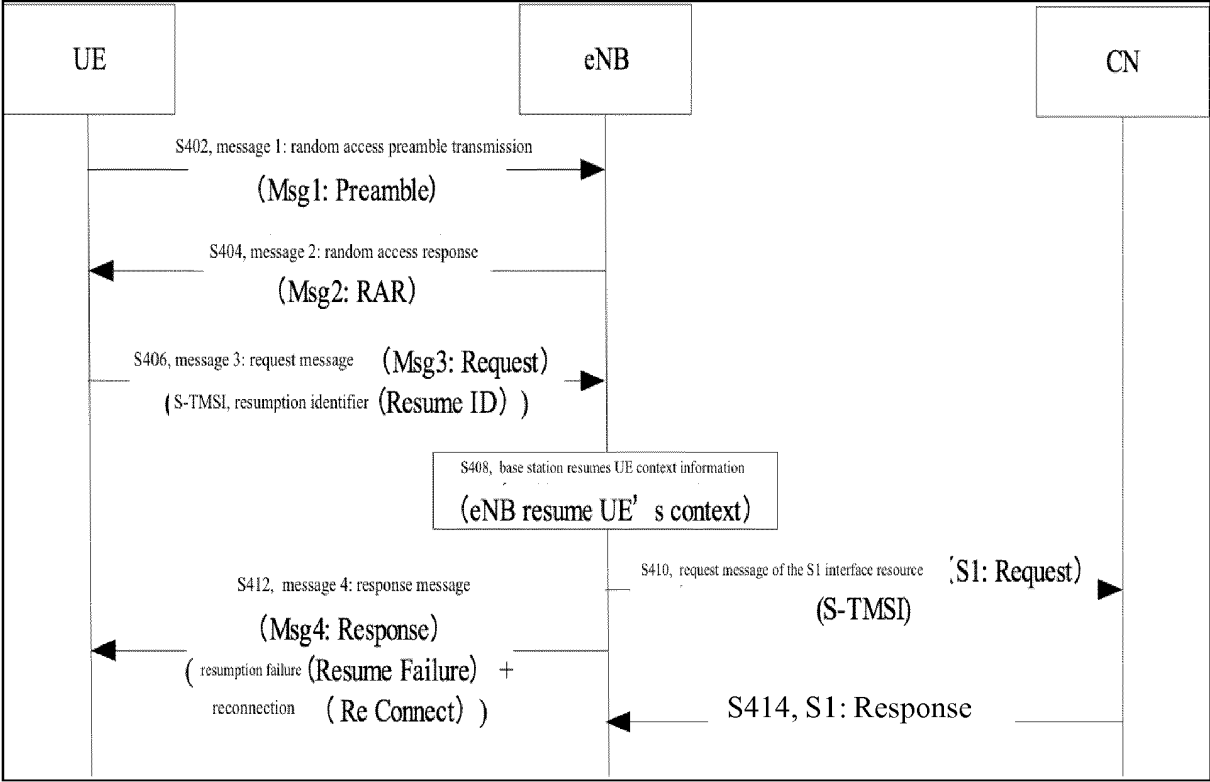 UE
eNB
CN
S402, message 1: random access preamble transmission
(Msg1: Preamble)
S404, message 2: random access response
(Msg2: RAR)
S406, message 3: request message (Msg3: Request)
( S-TMSI, resumption identifier (Resume ID) )
S408, base station resumes UE context information
(eNB resume UE's context)
S410, request message of the S1 interface resource (S1: Request)
(S-TMSI)
S412, message 4: response message
(Msg4: Response)
( resumption failure (Resume Failure) +
reconnection (Re Connect) )
S414, S1: Response